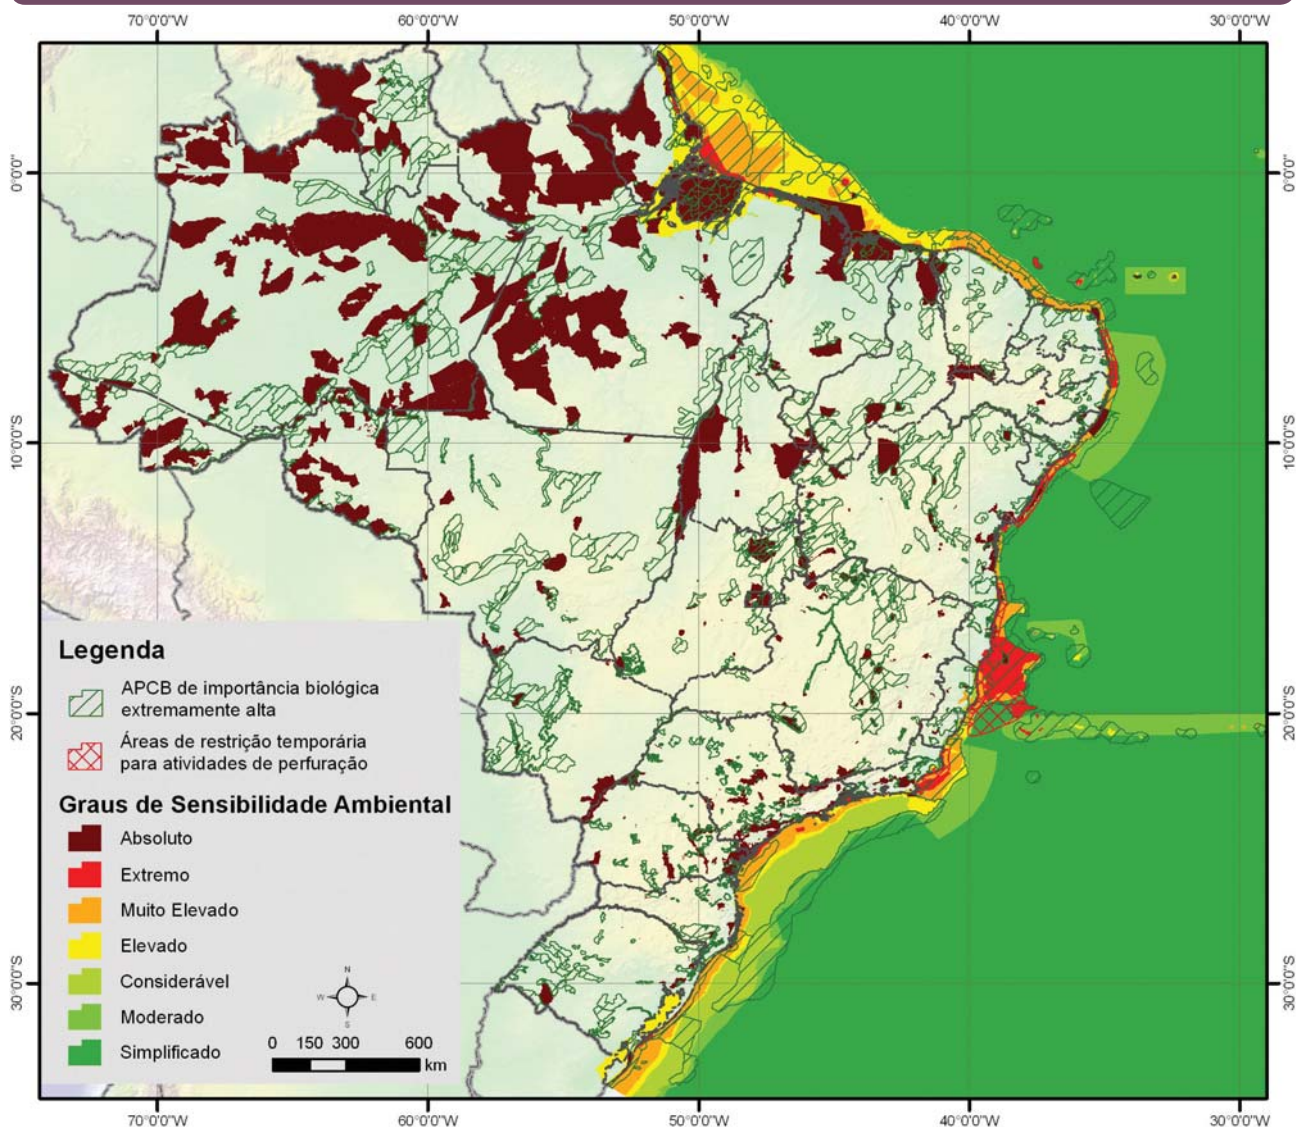 70°0'0"W 60°0'0"W 50°0'0"W 40°0'0"W 30°0'0"W
0°0'0" 0°0'0"
10°0'0"S 10°0'0"S
20°0'0"S 20°0'0"S
30°0'0"S 30°0'0"S
Legenda
APCB de importância biológica
extremamente alta
Áreas de restrição temporária
para atividades de perfuração
Graus de Sensibilidade Ambiental
Absoluto
Extremo
Muito Elevado
Elevado
Considerável
Moderado
Simplificado
N
W E
S
0 150 300 600
km
70°0'0"W 60°0'0"W 50°0'0"W 40°0'0"W 30°0'0"W